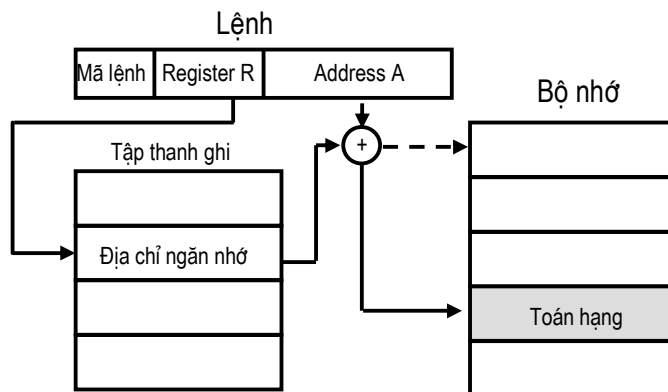 Lệnh
Mã lệnh Register R Address A
Bộ nhớ
Tập thanh ghi
+
Địa chỉ ngăn nhớ
Toán hạng